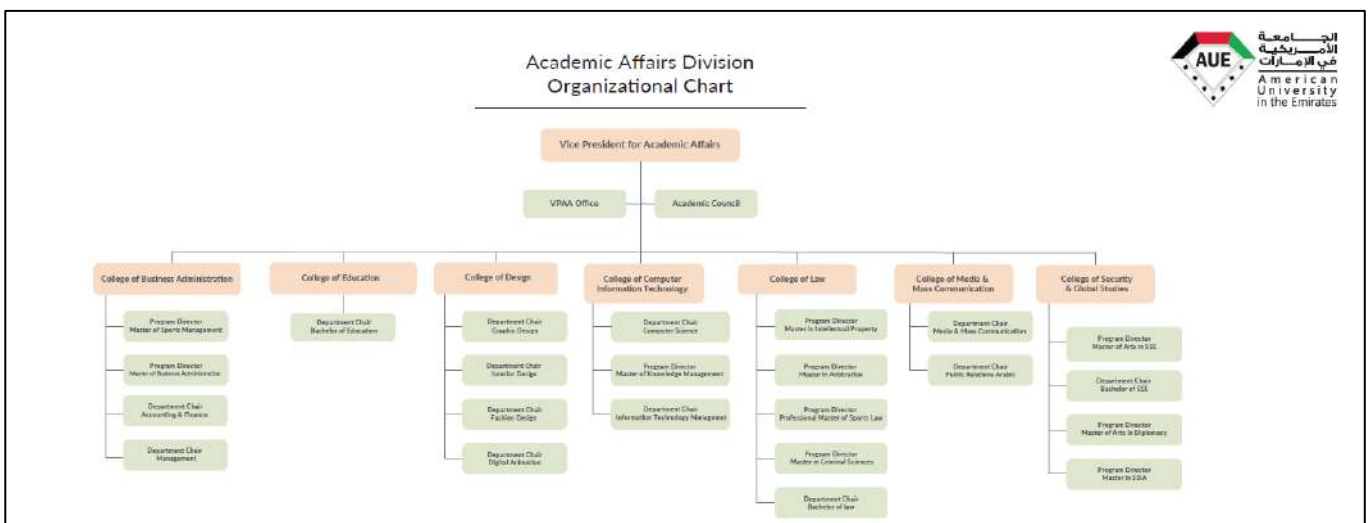 Academic Affairs Division
Organizational Chart
AUE
الجـــــامعـة
الأمـــريكيـة
في الإمـــارات
American
University
in the Emirates
Vice President for Academic Affairs
VPAA Office
Academic Council
College of Business Administration
Program Director
Master of Sports Management
Program Director
Master of Business Administration
Department Chair
Accounting & Finance
Department Chair
Management
College of Education
Department Chair
Bachelor of Education
College of Design
Department Chair
Graphic Design
Department Chair
Interior Design
Department Chair
Fashion Design
Department Chair
Digital Animation
College of Computer
Information Technology
Department Chair
Computer Science
Program Director
Master of Knowledge Management
Department Chair
Information Technology Management
College of Law
Program Director
Master in Intellectual Property
Program Director
Master in Arbitration
Program Director
Professional Master of Sports Law
Program Director
Master in Criminal Sciences
Department Chair
Bachelor of law
College of Media &
Mass Communication
Department Chair
Media & Mass Communication
Department Chair
Public Relations-Arabic
College of Security
& Global Studies
Program Director
Master of Arts in SSS
Department Chair
Bachelor of SSS
Program Director
Master of Arts in Diplomacy
Program Director
Master in